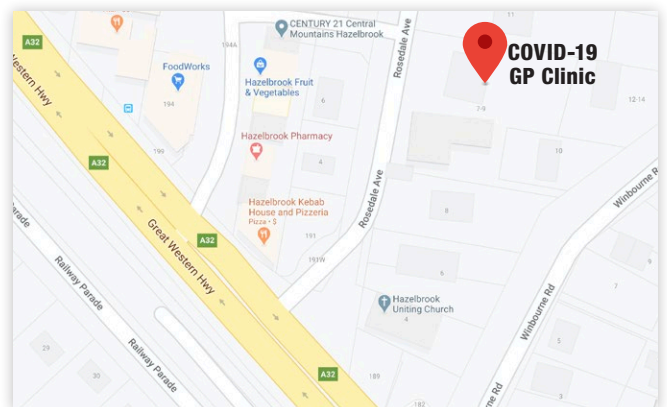 A32
CENTURY 21 Central
Mountains Hazelbrook
194A
11
COVID-19
GP Clinic
Rosedale Ave
FoodWorks
194
Hazelbrook Fruit
& Vegetables
6
7-9
12-14
Western Hwy
199
Hazelbrook Pharmacy
10
A32
4
Rosedale Ave
Winbourne R
Hazelbrook Kebab
House and Pizzeria
Pizza • $
8
9
Great Western Hwy
A32
191
191W
Railway Parade
6
7
Hazelbrook
Uniting Church
4
Winbourne Rd
5
29
30
Railway Parade
A32
189
182
3
ne Rd